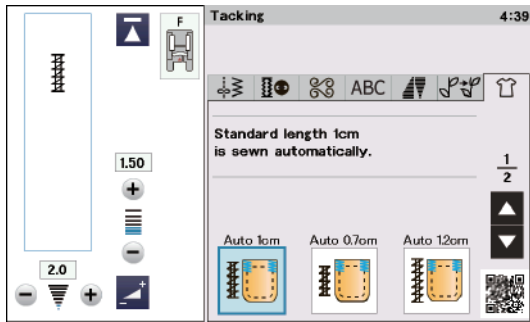 F
Tacking
4:39
ABC
Standard length 1cm
is sewn automatically.
1.50
1
2
Auto 1cm Auto 0.7cm Auto 1.2cm
2.0